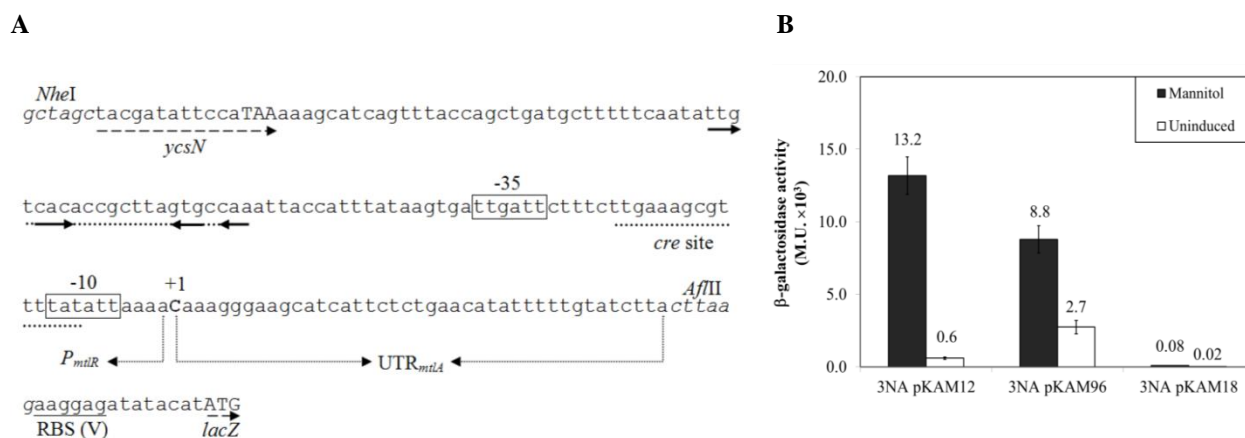 A
NheI
gctagctacgatattccaTAAaaagcatcagtttaccagctgatgctttttcaatattg
ycsN
-35
tcacaccgcttagtgccaaattaccatttataagtgattgattctttcttgaaagcgt
cre site
-10 +1 AflII
tttatattaaaaCaaagggaagcatcattctctgaacatatttttgtatcttacttaa
PmtlR UTRmtlA
gaaggagatatacatATG
RBS (V) lacZ
B
β-galactosidase activity
(M.U. ×10³)
20.0
15.0
10.0
5.0
0.0
Mannitol
Uninduced
13.2
0.6
8.8
2.7
0.08
0.02
3NA pKAM12 3NA pKAM96 3NA pKAM18